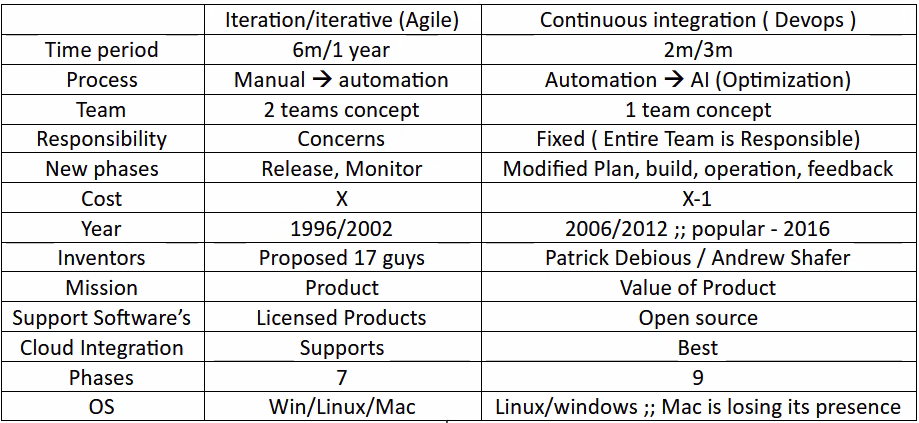 Iteration/iterative (Agile) Continuous integration ( Devops )
Time period 6m/1 year 2m/3m
Process Manual → automation Automation → AI (Optimization)
Team 2 teams concept 1 team concept
Responsibility Concerns Fixed ( Entire Team is Responsible)
New phases Release, Monitor Modified Plan, build, operation, feedback
Cost X X-1
Year 1996/2002 2006/2012 ;; popular - 2016
Inventors Proposed 17 guys Patrick Debious / Andrew Shafer
Mission Product Value of Product
Support Software’s Licensed Products Open source
Cloud Integration Supports Best
Phases 7 9
OS Win/Linux/Mac Linux/windows ;; Mac is losing its presence